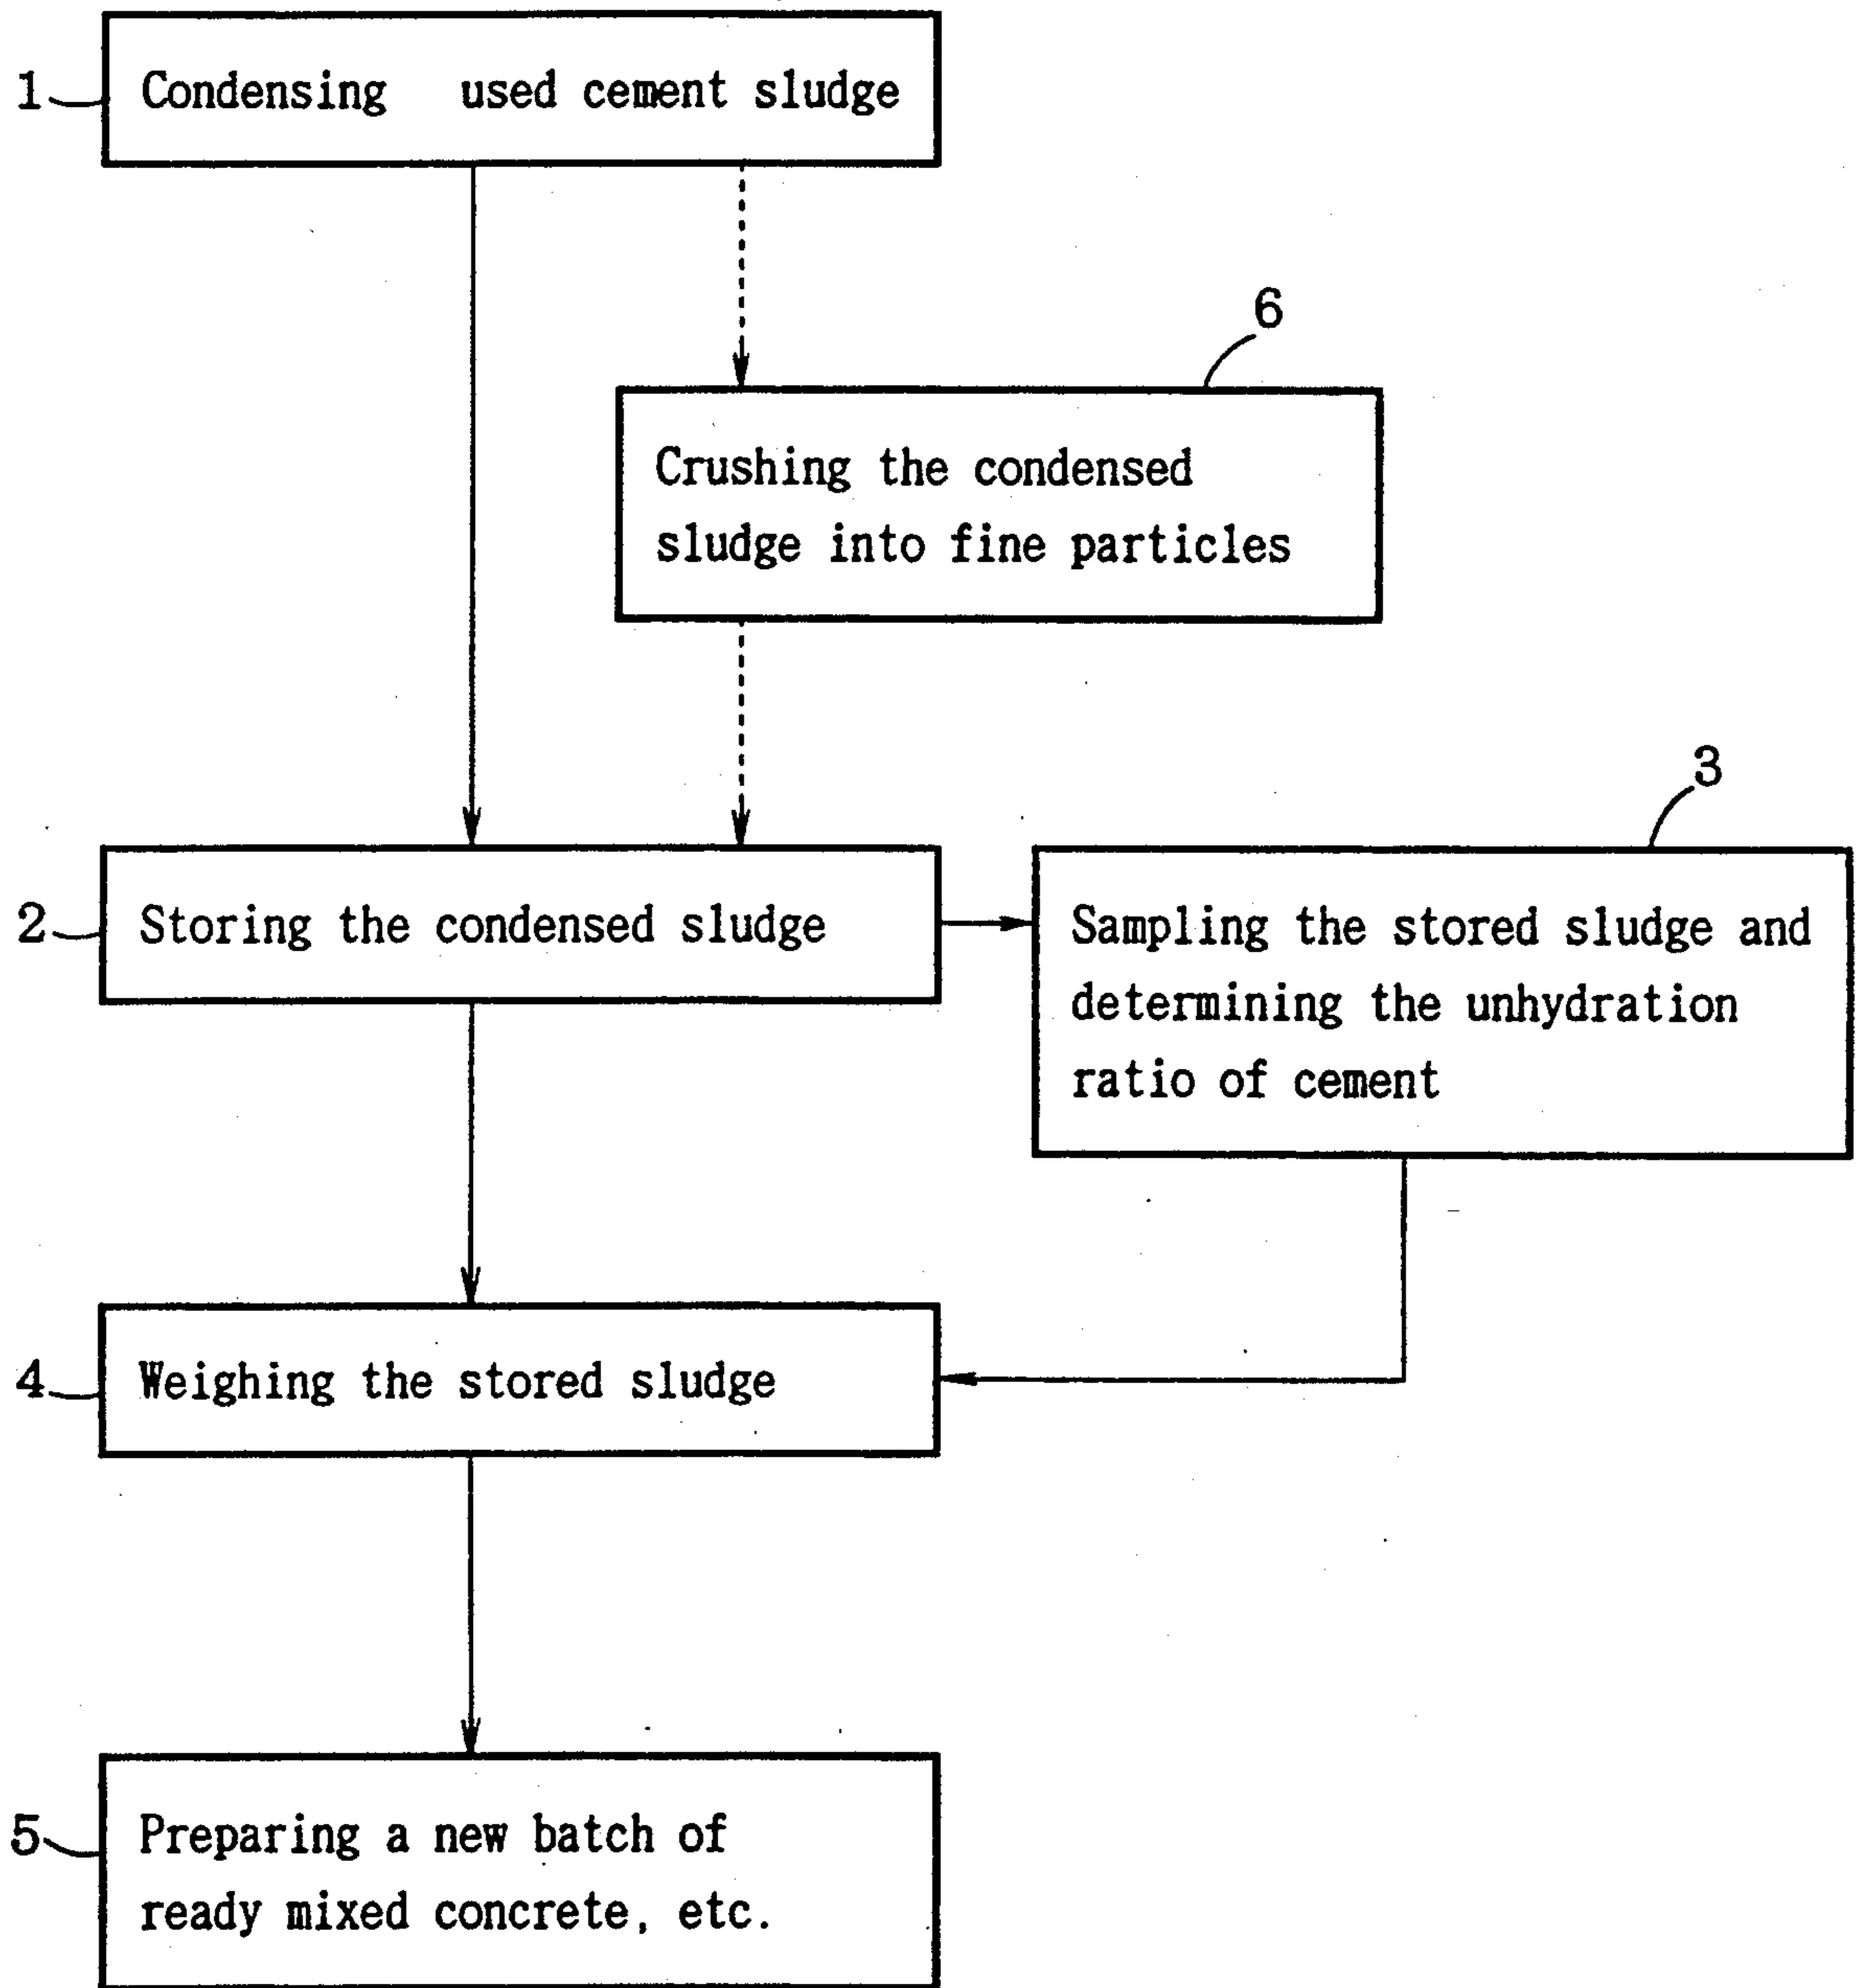 1 Condensing used cement sludge
6
Crushing the condensed
sludge into fine particles
3
2 Storing the condensed sludge
Sampling the stored sludge and
determining the unhydration
ratio of cement
4 Weighing the stored sludge
5 Preparing a new batch of
ready mixed concrete, etc.